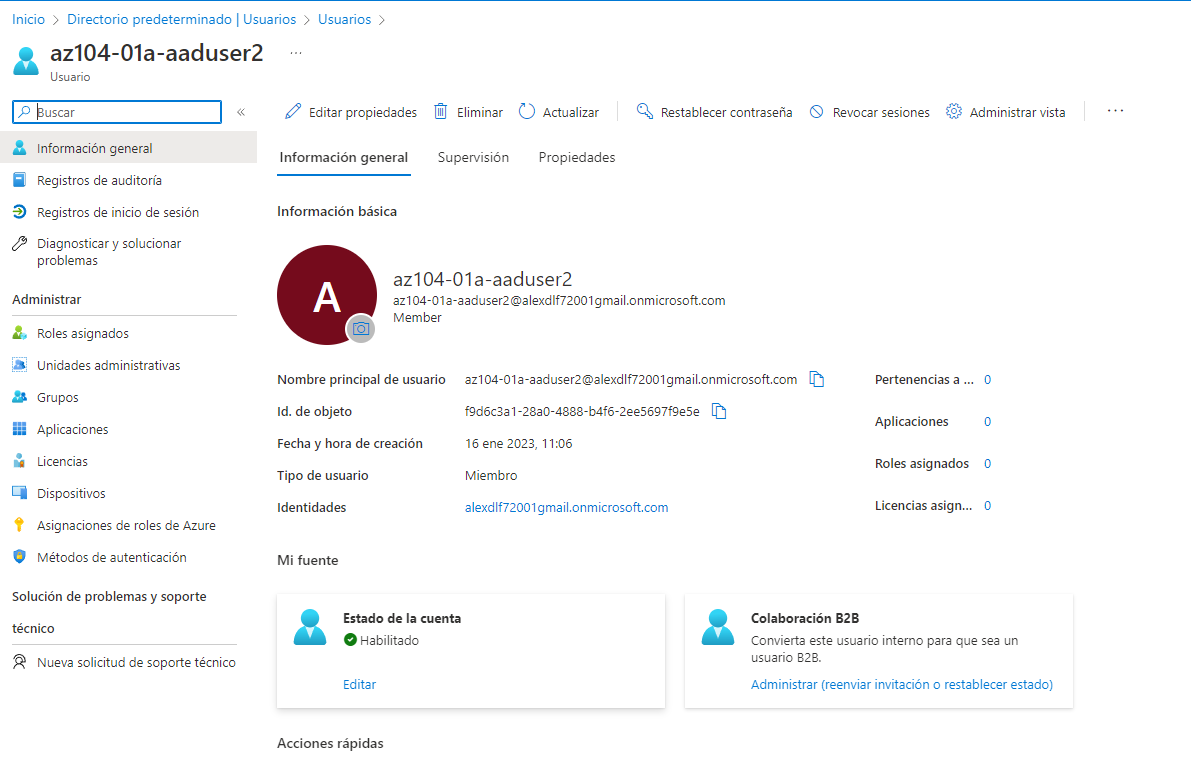 Inicio > Directorio predeterminado | Usuarios > Usuarios >
az104-01a-aaduser2 ...
Usuario
Buscar
«
Información general
Registros de auditoría
Registros de inicio de sesión
Diagnosticar y solucionar
problemas
Administrar
Roles asignados
Unidades administrativas
Grupos
Aplicaciones
Licencias
Dispositivos
Asignaciones de roles de Azure
Métodos de autenticación
Solución de problemas y soporte
técnico
Nueva solicitud de soporte técnico
Editar propiedades Eliminar Actualizar Restablecer contraseña Revocar sesiones Administrar vista ...
Información general Supervisión Propiedades
Información básica
A
az104-01a-aaduser2
az104-01a-aaduser2@alexdlf72001gmail.onmicrosoft.com
Member
Nombre principal de usuario az104-01a-aaduser2@alexdlf72001gmail.onmicrosoft.com
Id. de objeto f9d6c3a1-28a0-4888-b4f6-2ee5697f9e5e
Fecha y hora de creación 16 ene 2023, 11:06
Tipo de usuario Miembro
Identidades alexdlf72001gmail.onmicrosoft.com
Pertenencias a ... 0
Aplicaciones 0
Roles asignados 0
Licencias asign... 0
Mi fuente
Estado de la cuenta
Habilitado
Editar
Colaboración B2B
Convierta este usuario interno para que sea un
usuario B2B.
Administrar (reenviar invitación o restablecer estado)
Acciones rápidas